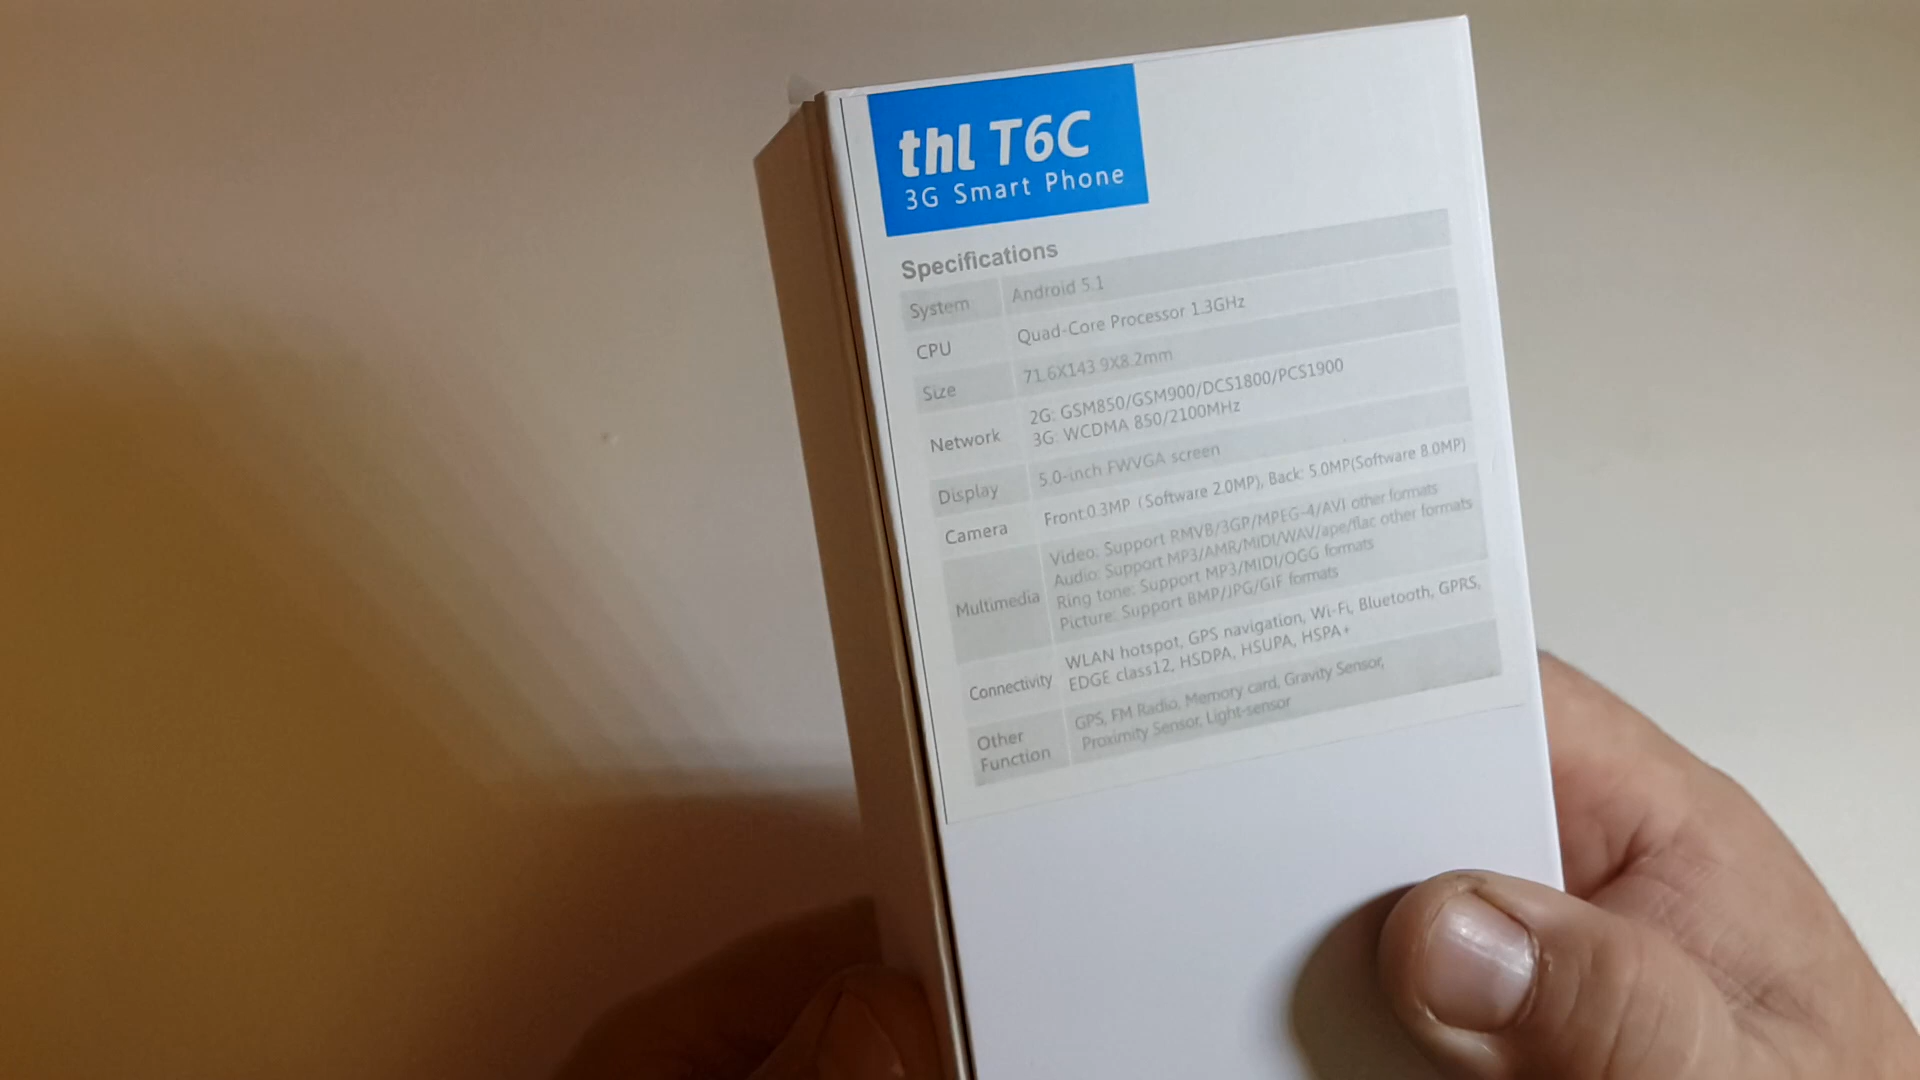 thl T6C
3G Smart Phone
Specifications
System Android 5.1
CPU Quad-Core Processor 1.3GHz
Size 71.6X143.9X8.2mm
Network 2G: GSM850/GSM900/DCS1800/PCS1900
3G: WCDMA 850/2100MHz
Display 5.0-inch FWVGA screen
Camera Front:0.3MP (Software 2.0MP), Back: 5.0MP(Software 8.0MP)
Multimedia Video: Support RMVB/3GP/MPEG-4/AVI other formats
Audio: Support MP3/AMR/MIDI/WAV/ape/flac other formats
Ring tone: Support MP3/MIDI/OGG formats
Picture: Support BMP/JPG/GIF formats
Connectivity WLAN hotspot, GPS navigation, Wi-Fi, Bluetooth, GPRS,
EDGE class12, HSDPA, HSUPA, HSPA+
Other Function GPS, FM Radio, Memory card, Gravity Sensor,
Proximity Sensor, Light-sensor